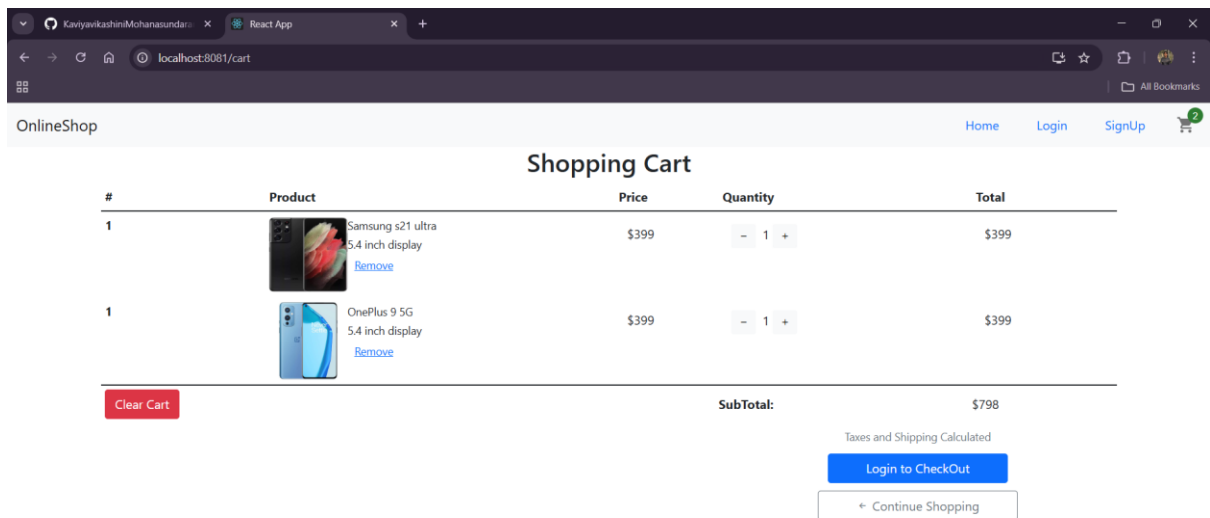 KaviyavikashiniMohanasundara
React App
localhost:8081/cart
All Bookmarks
OnlineShop
Home Login SignUp 2
Shopping Cart
# Product Price Quantity Total
1 Samsung s21 ultra
5.4 inch display
Remove
$399 − 1 + $399
1 OnePlus 9 5G
5.4 inch display
Remove
$399 − 1 + $399
Clear Cart SubTotal: $798
Taxes and Shipping Calculated
Login to CheckOut
← Continue Shopping